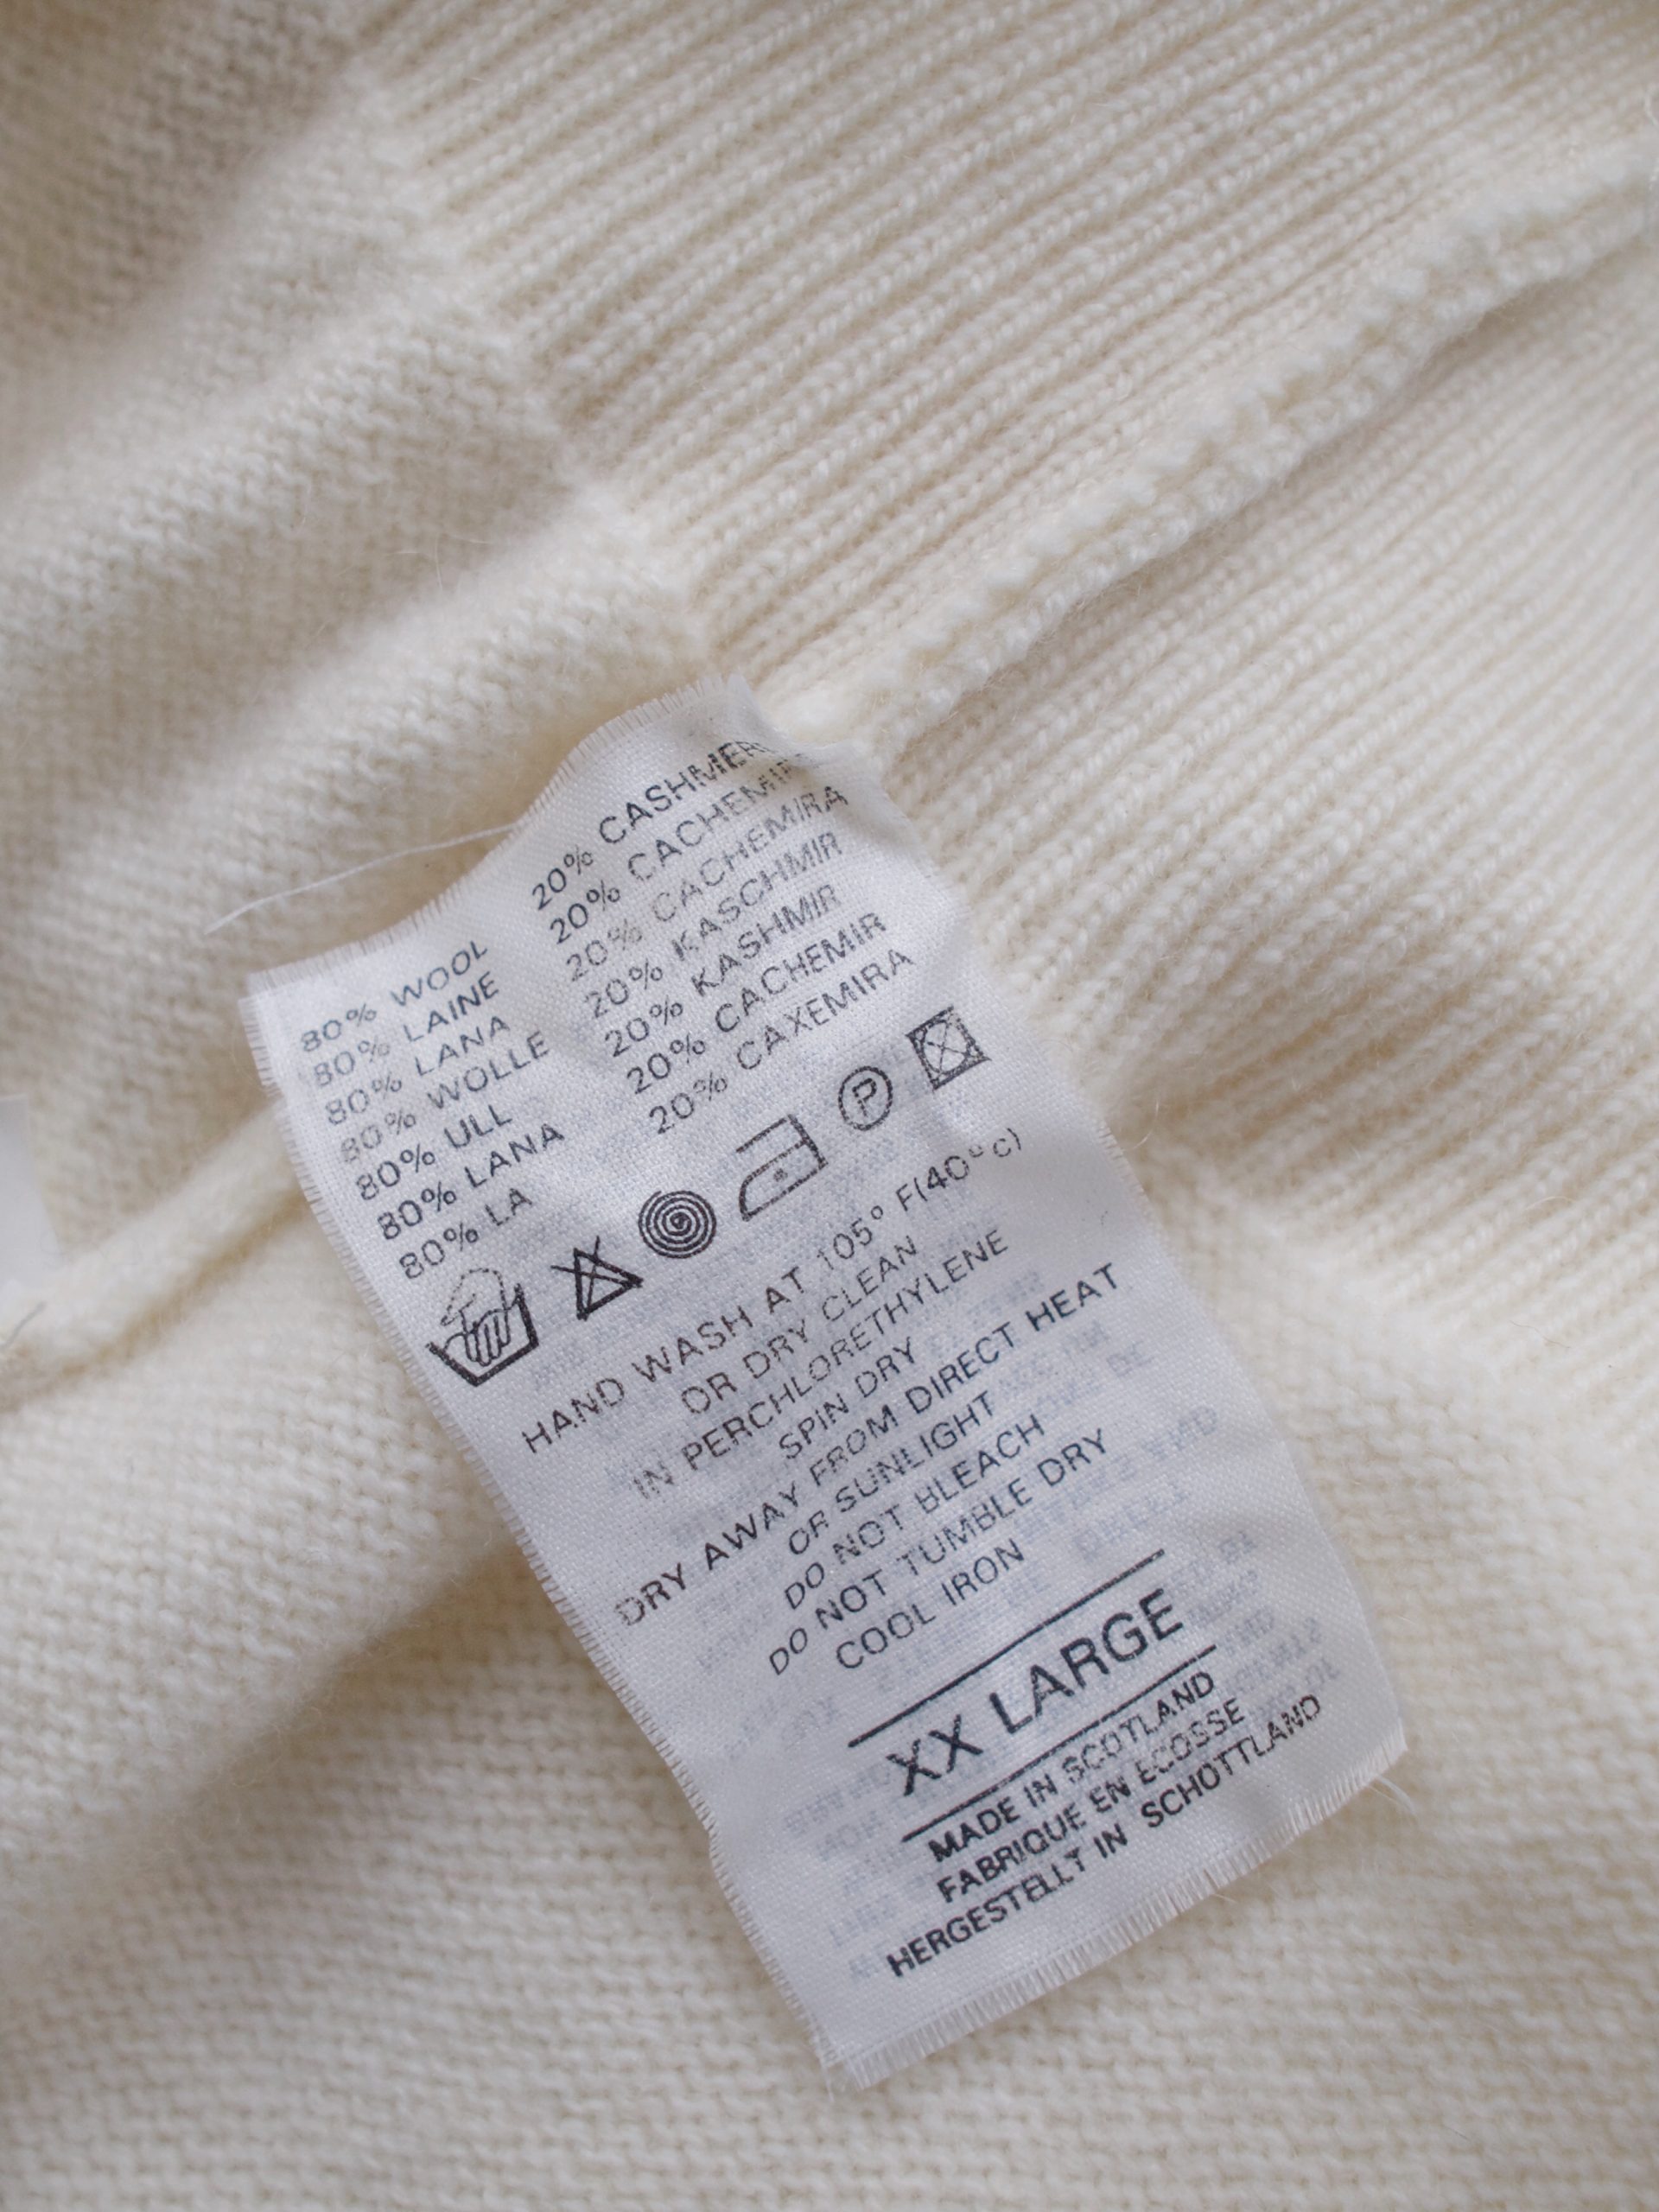 80% WOOL 20% CASHMERE
80% LAINE 20% CACHEMIRE
80% LANA 20% CACHEMIRA
80% WOLLE 20% KASCHMIR
80% ULL 20% KASHMIR
80% LANA 20% CACHEMIR
80% LA 20% CAXEMIRA
P
HAND WASH AT 105° F(40°c)
OR DRY CLEAN
IN PERCHLORETHYLENE
SPIN DRY
DRY AWAY FROM DIRECT HEAT
OR SUNLIGHT
DO NOT BLEACH
DO NOT TUMBLE DRY
COOL IRON
XX LARGE
MADE IN SCOTLAND
FABRIQUE EN ECOSSE
HERGESTELLT IN SCHOTTLAND